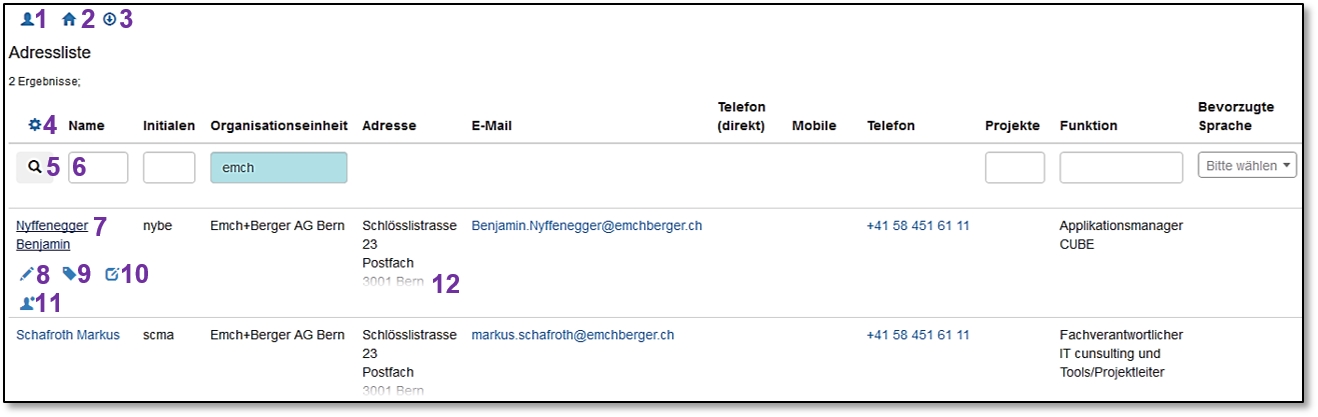 1 2 3
Adressliste
2 Ergebnisse;
4 Name Initialen Organisationseinheit Adresse E-Mail Telefon (direkt) Mobile Telefon Projekte Funktion Bevorzugte Sprache
5 6 emch Bitte wählen
Nyffenegger 7 nybe Emch+Berger AG Bern Schlösslistrasse Benjamin.Nyffenegger@emchberger.ch +41 58 451 61 11 Applikationsmanager
Benjamin 23 CUBE
Postfach
8 9 10 3001 Bern 12
11
Schafroth Markus scma Emch+Berger AG Bern Schlösslistrasse markus.schafroth@emchberger.ch +41 58 451 61 11 Fachverantwortlicher
23 IT cunsulting und
Postfach Tools/Projektleiter
3001 Bern